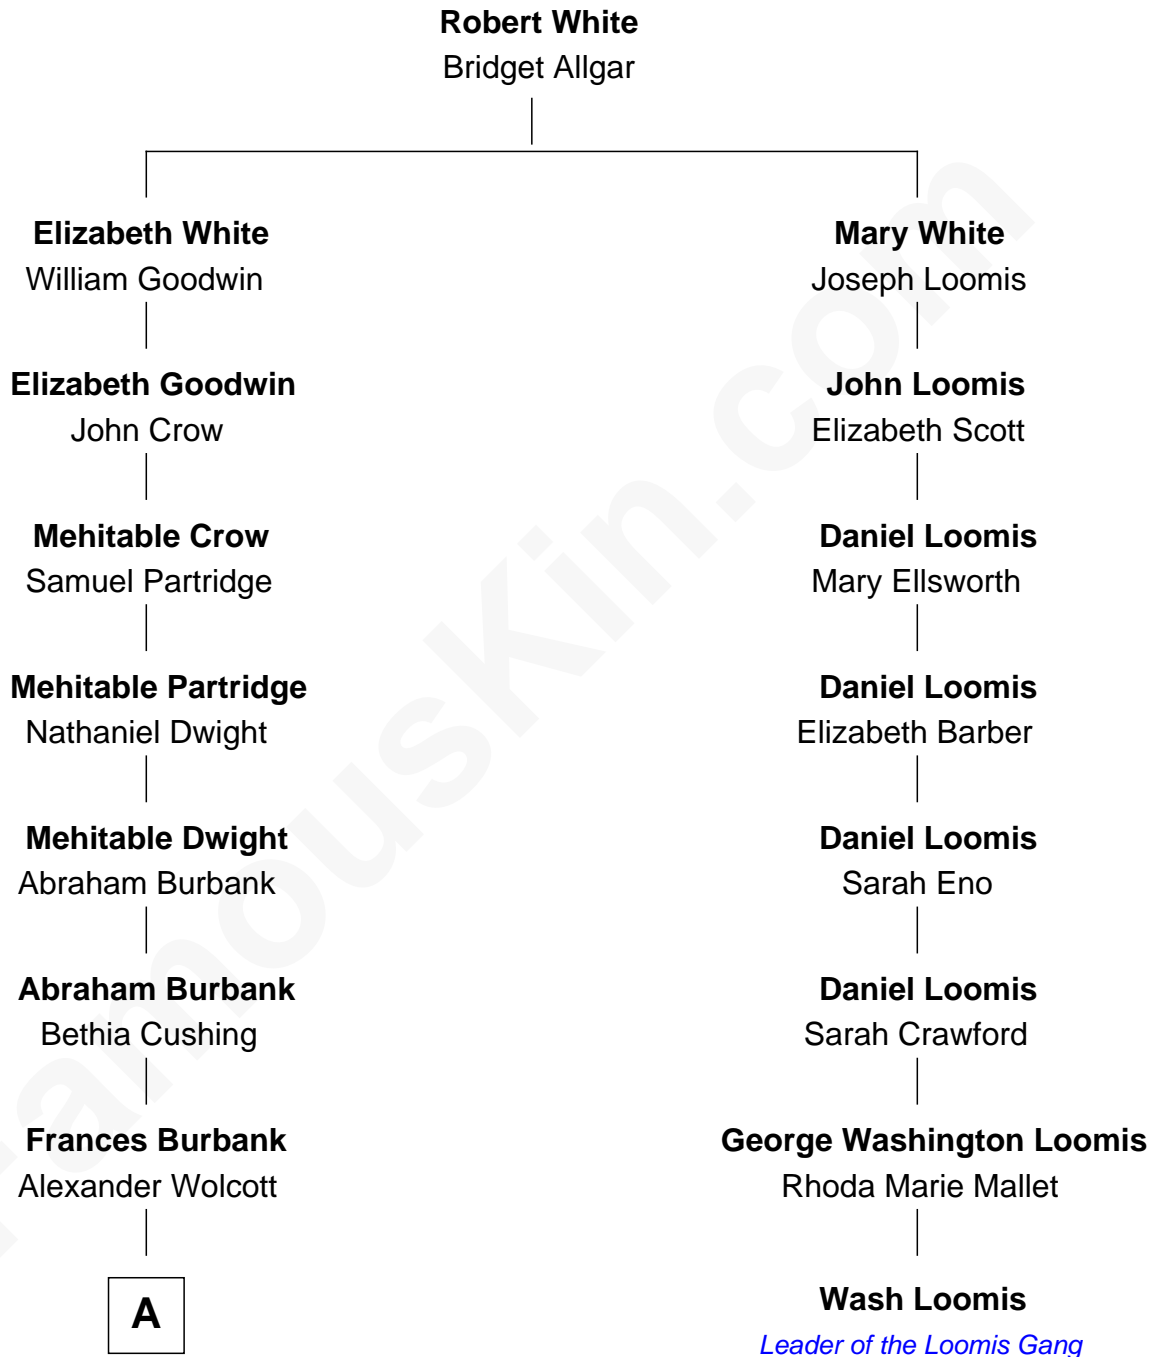 Robert White
Bridget Allgar
Elizabeth White
William Goodwin
Mary White
Joseph Loomis
Elizabeth Goodwin
John Crow
John Loomis
Elizabeth Scott
Mehitable Crow
Samuel Partridge
Daniel Loomis
Mary Ellsworth
Mehitable Partridge
Nathaniel Dwight
Daniel Loomis
Elizabeth Barber
Mehitable Dwight
Abraham Burbank
Daniel Loomis
Sarah Eno
Abraham Burbank
Bethia Cushing
Daniel Loomis
Sarah Crawford
Frances Burbank
Alexander Wolcott
George Washington Loomis
Rhoda Marie Mallet
A
Wash Loomis
Leader of the Loomis Gang
FamousKin.com